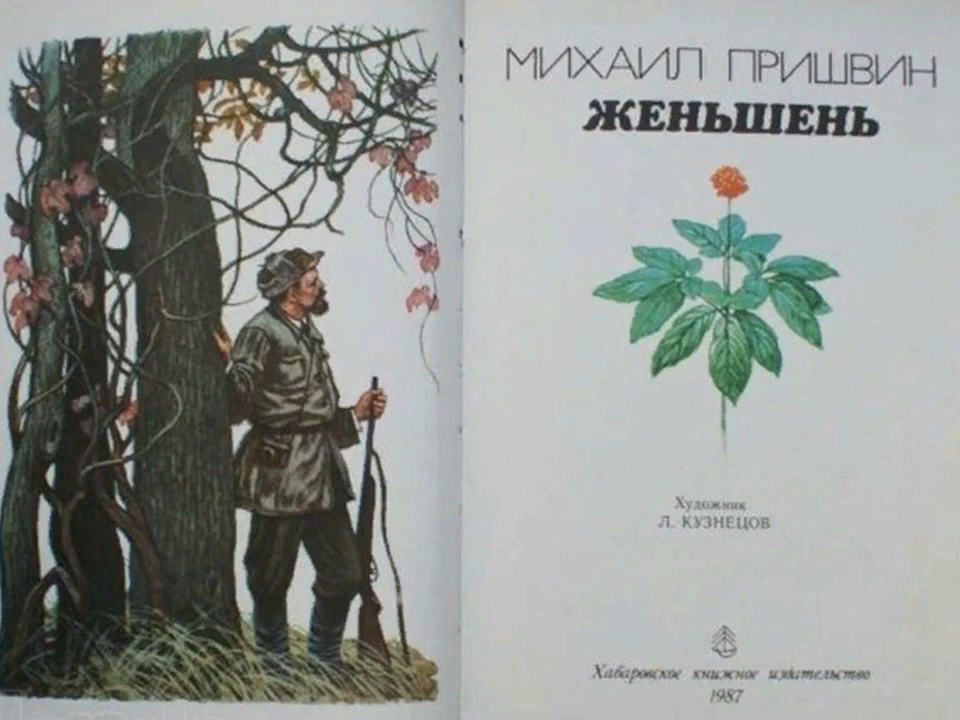 МИХАИЛ ПРИШВИН
ЖЕНЬШЕНЬ
Художник
Л. КУЗНЕЦОВ
Хабаровское книжное издательство
1987